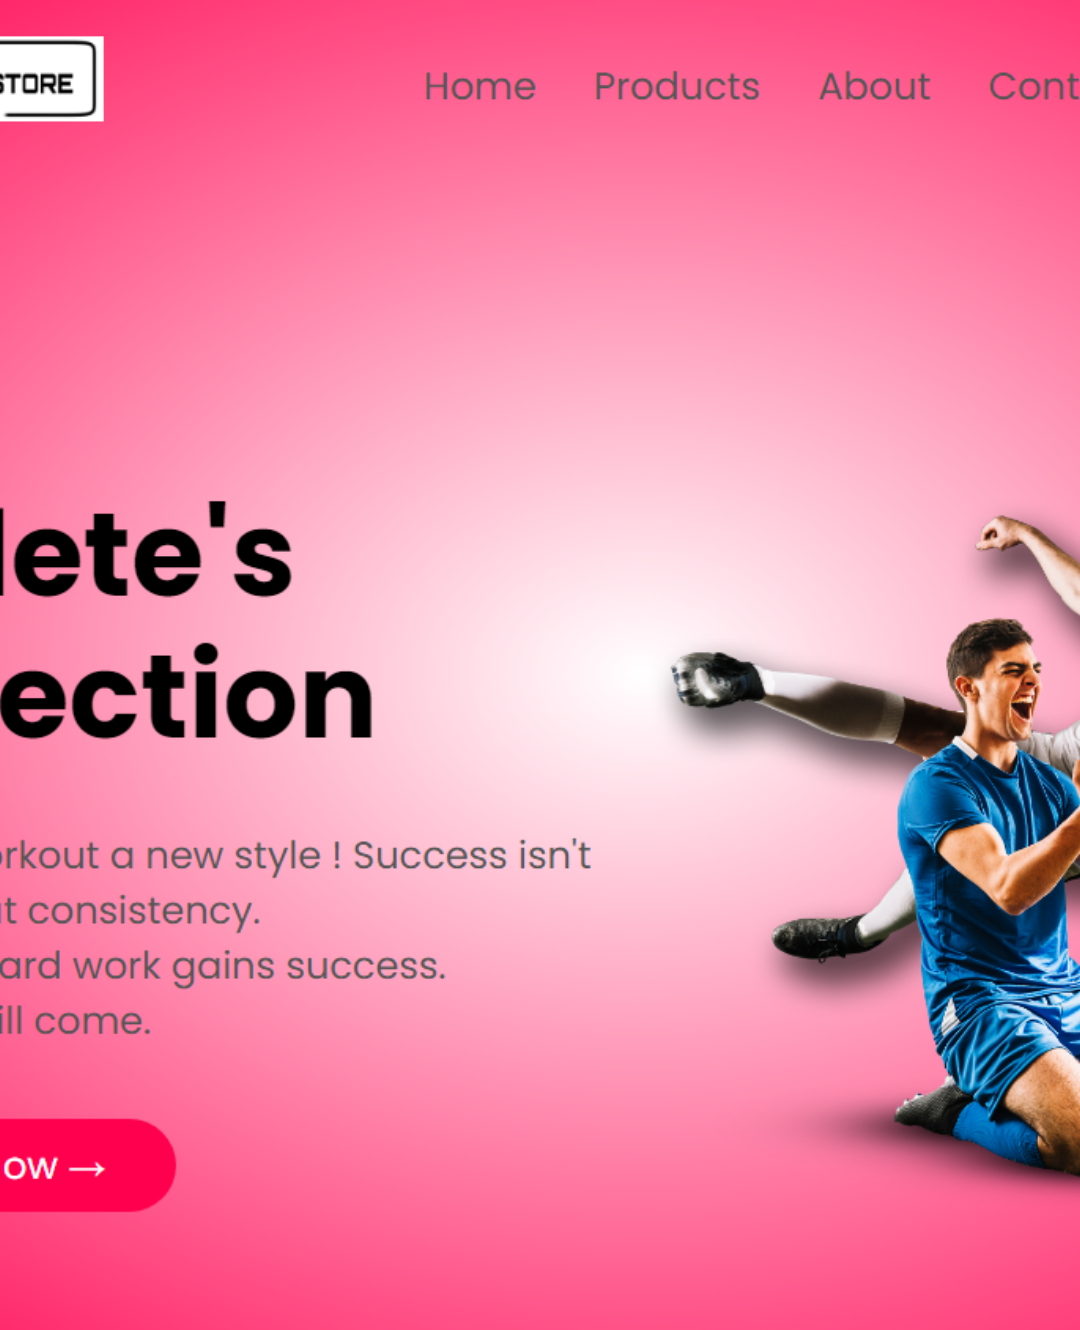 STORE
Home Products About Cont
lete's
ection
orkout a new style ! Success isn't
t consistency.
ard work gains success.
ill come.
ow →